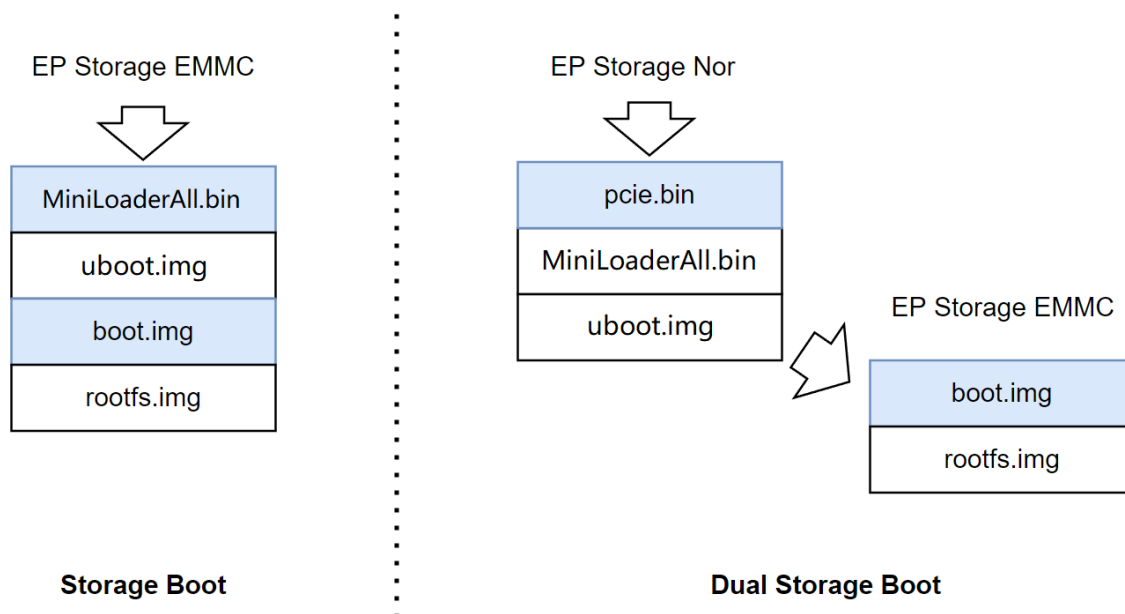 EP Storage EMMC
MiniLoaderAll.bin
uboot.img
boot.img
rootfs.img
Storage Boot
EP Storage Nor
pcie.bin
MiniLoaderAll.bin
uboot.img
EP Storage EMMC
boot.img
rootfs.img
Dual Storage Boot